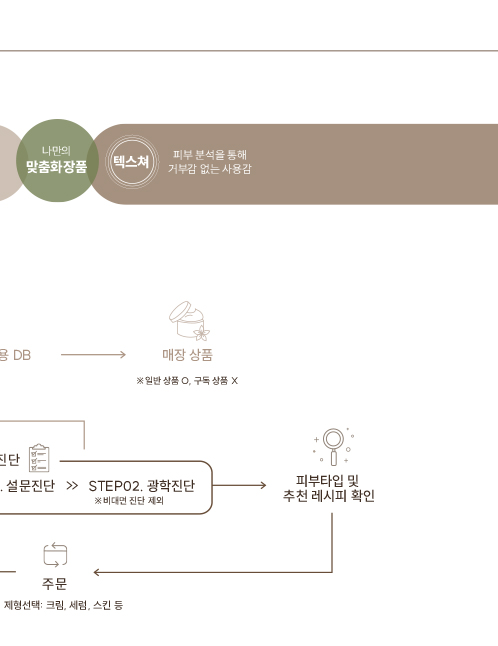 나만의
맞춤화장품
텍스쳐
피부 분석을 통해
거부감 없는 사용감
용 DB
매장 상품
※일반 상품 O, 구독 상품 X
진단
. 설문진단 >> STEP02. 광학진단
※비대면 진단 제외
피부타입 및
추천 레시피 확인
주문
제형선택: 크림, 세럼, 스킨 등